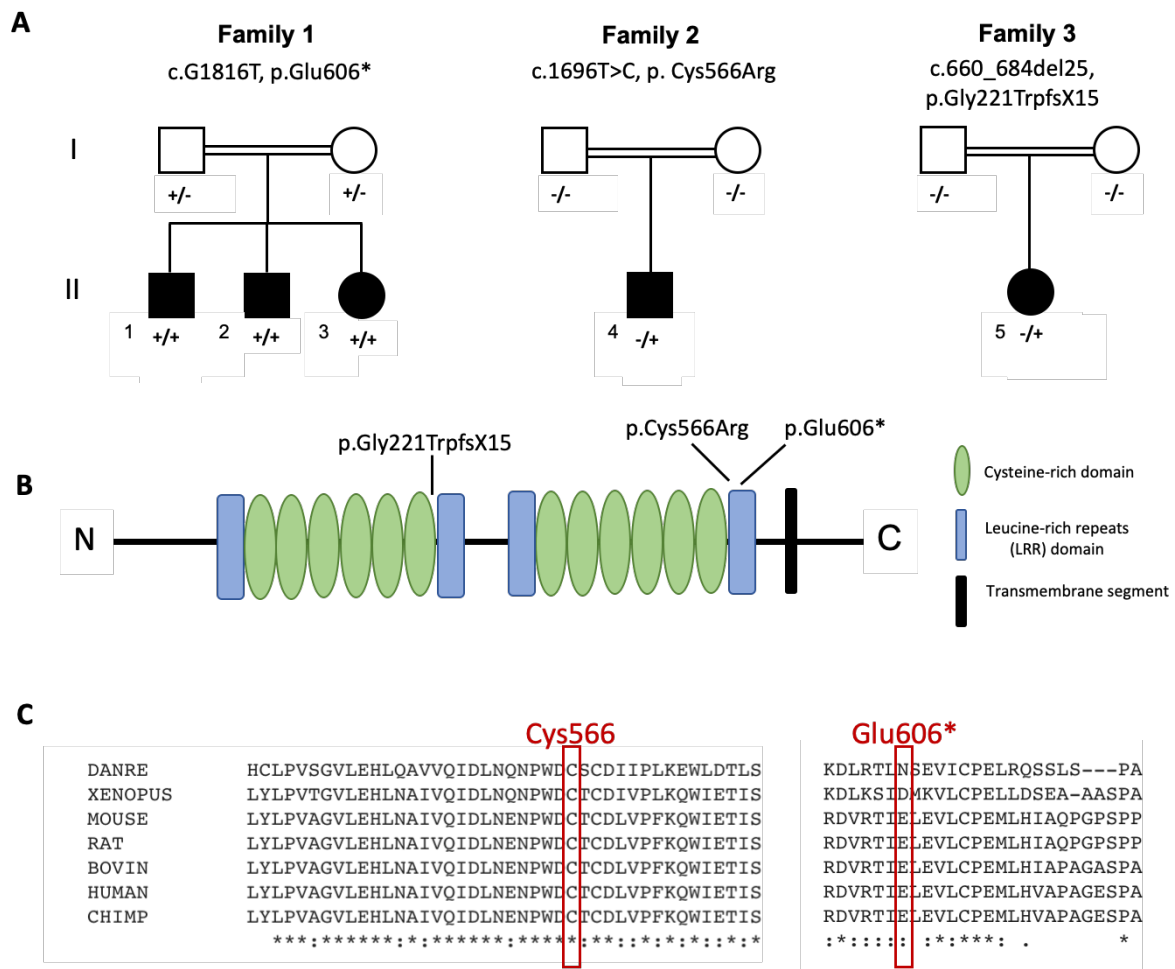 A
Family 1
c.G1816T, p.Glu606*
Family 2
c.1696T>C, p. Cys566Arg
Family 3
c.660_684del25,
p.Gly221TrpfsX15
I
+/- +/- -/- -/- -/- -/-
II
1 +/+ 2 +/+ 3 +/+ 4 -/+ 5 -/+
B
p.Gly221TrpfsX15
p.Cys566Arg
p.Glu606*
N
C
Cysteine-rich domain
Leucine-rich repeats
(LRR) domain
Transmembrane segment
C
Cys566
Glu606*
DANRE HCLPVSGVLEHLQAVVQIDLNQNPWDCSCDIIPLKEWLDTLS KDLRTLNSEVICPELRQSSLS---PA
XENOPUS LYLPVTGVLEHLNAIVQIDLNQNPWDCTCDIVPLKQWIETIS KDLKSIDMKVLCPELLDSEA-AASPA
MOUSE LYLPVAGVLEHLNAIVQIDLNENPWDCTCDLVPFKQWIETIS RDVRTIELEVLCPEMLHIAQPGPSPP
RAT LYLPVAGVLEHLNAIVQIDLNENPWDCTCDLVPFKQWIETIS RDVRTIELEVLCPEMLHIAQPGPSPP
BOVIN LYLPVAGVLEHLNAIVQIDLNENPWDCTCDLVPFKQWIETIS RDVRTIELEVLCPEMLHIAPAGASPA
HUMAN LYLPVAGVLEHLNAIVQIDLNENPWDCTCDLVPFKQWIETIS RDVRTIELEVLCPEMLHVAPAGESPA
CHIMP LYLPVAGVLEHLNAIVQIDLNENPWDCTCDLVPFKQWIETIS RDVRTIELEVLCPEMLHVAPAGESPA
***:******:*:*******:*****:**::*:*:*::*:* :*:::: :*:***: . *